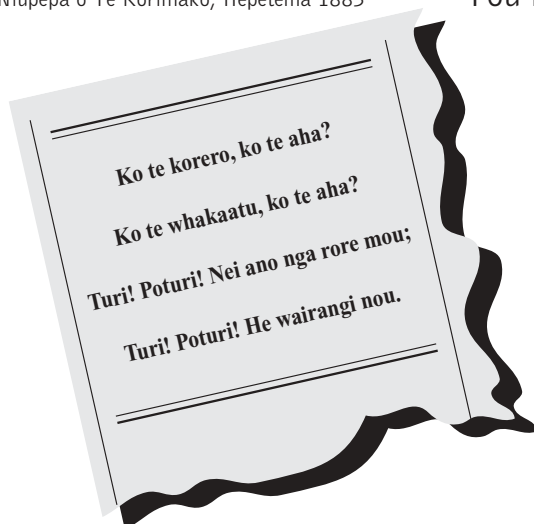 Niupepa o Te Korimako, Hepetema 1885
Ko te korero, ko te aha?
Ko te whakaatu, ko te aha?
Turi! Poturi! Nei ano nga rore mou;
Turi! Poturi! He wairangi nou.